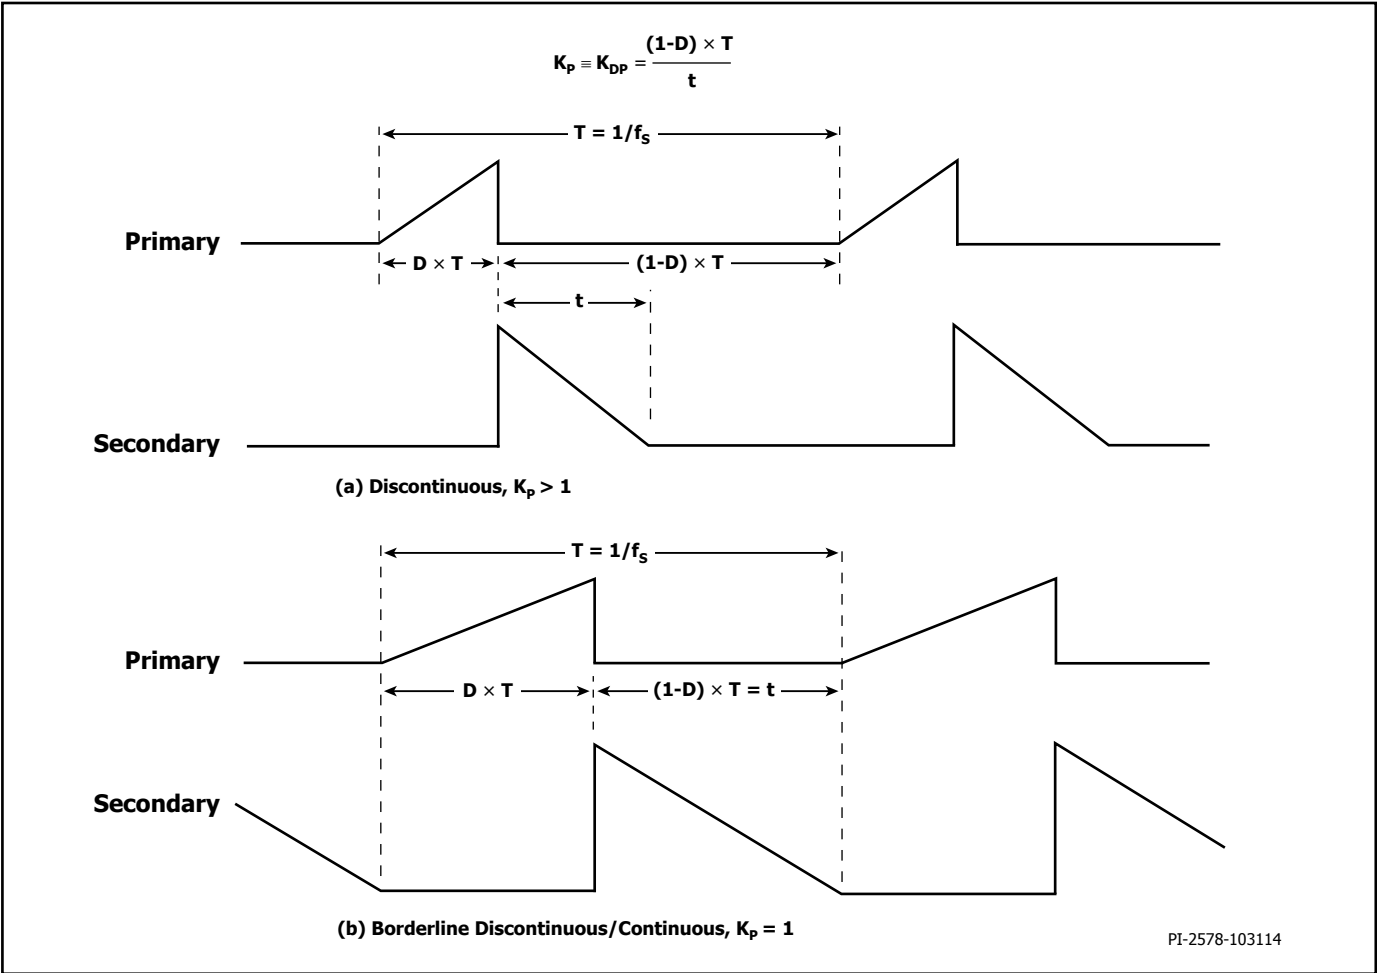 K_P ≡ K_DP = (1-D) × T / t
T = 1/f_S
Primary
D × T
(1-D) × T
t
Secondary
(a) Discontinuous, K_P > 1
T = 1/f_S
Primary
D × T
(1-D) × T = t
Secondary
(b) Borderline Discontinuous/Continuous, K_P = 1
PI-2578-103114